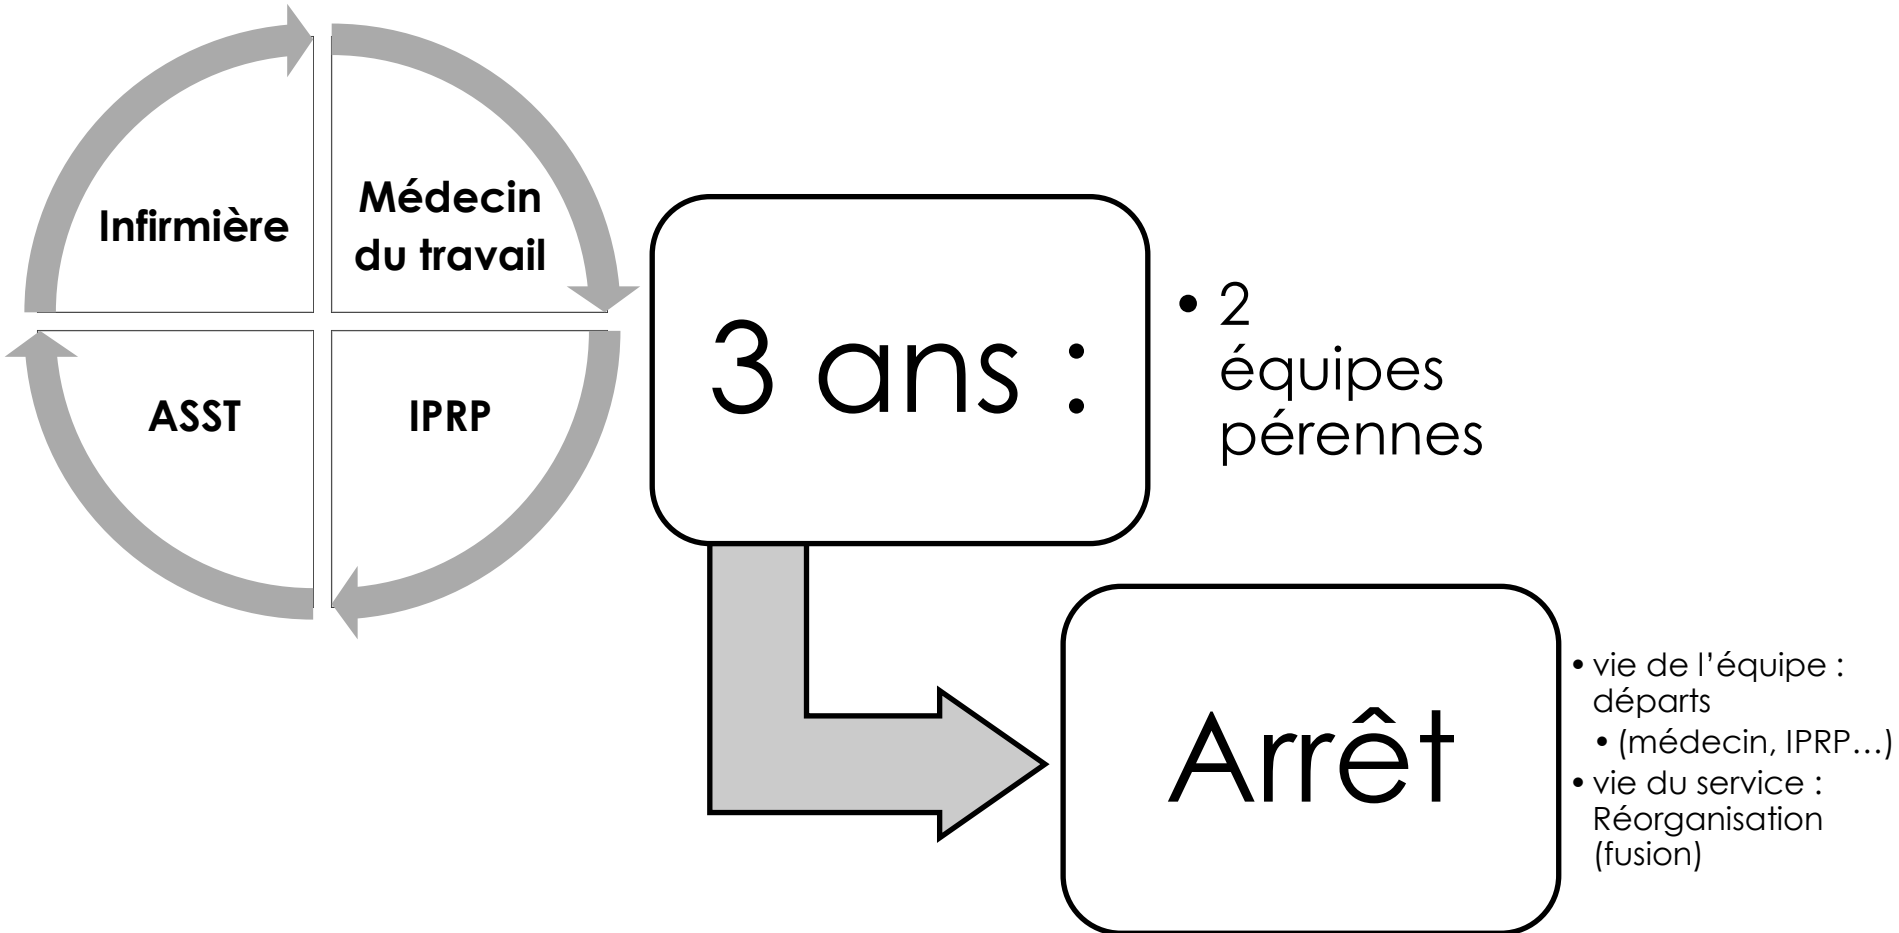 Infirmière
Médecin
du travail
ASST
IPRP
3 ans :
• 2
équipes
pérennes
Arrêt
• vie de l’équipe :
départs
• (médecin, IPRP…)
• vie du service :
Réorganisation
(fusion)